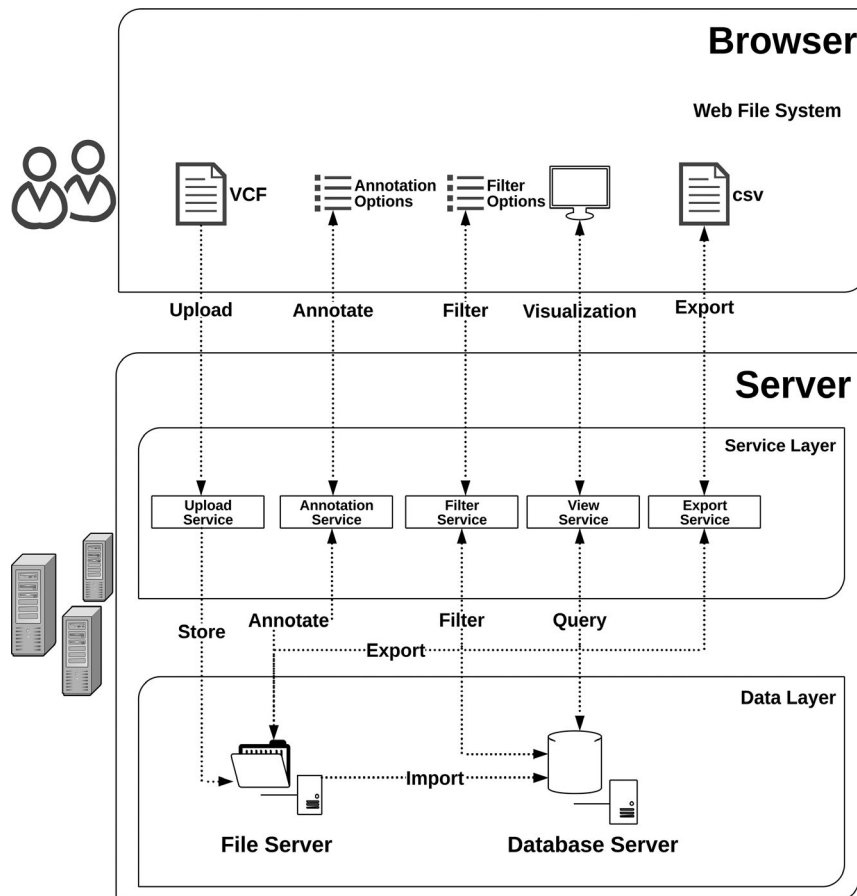 Browser
Web File System
VCF
Annotation
Options
Filter
Options
csv
Upload
Annotate
Filter
Visualization
Export
Server
Service Layer
Upload
Service
Annotation
Service
Filter
Service
View
Service
Export
Service
Store
Annotate
Filter
Query
Export
Data Layer
Import
File Server
Database Server